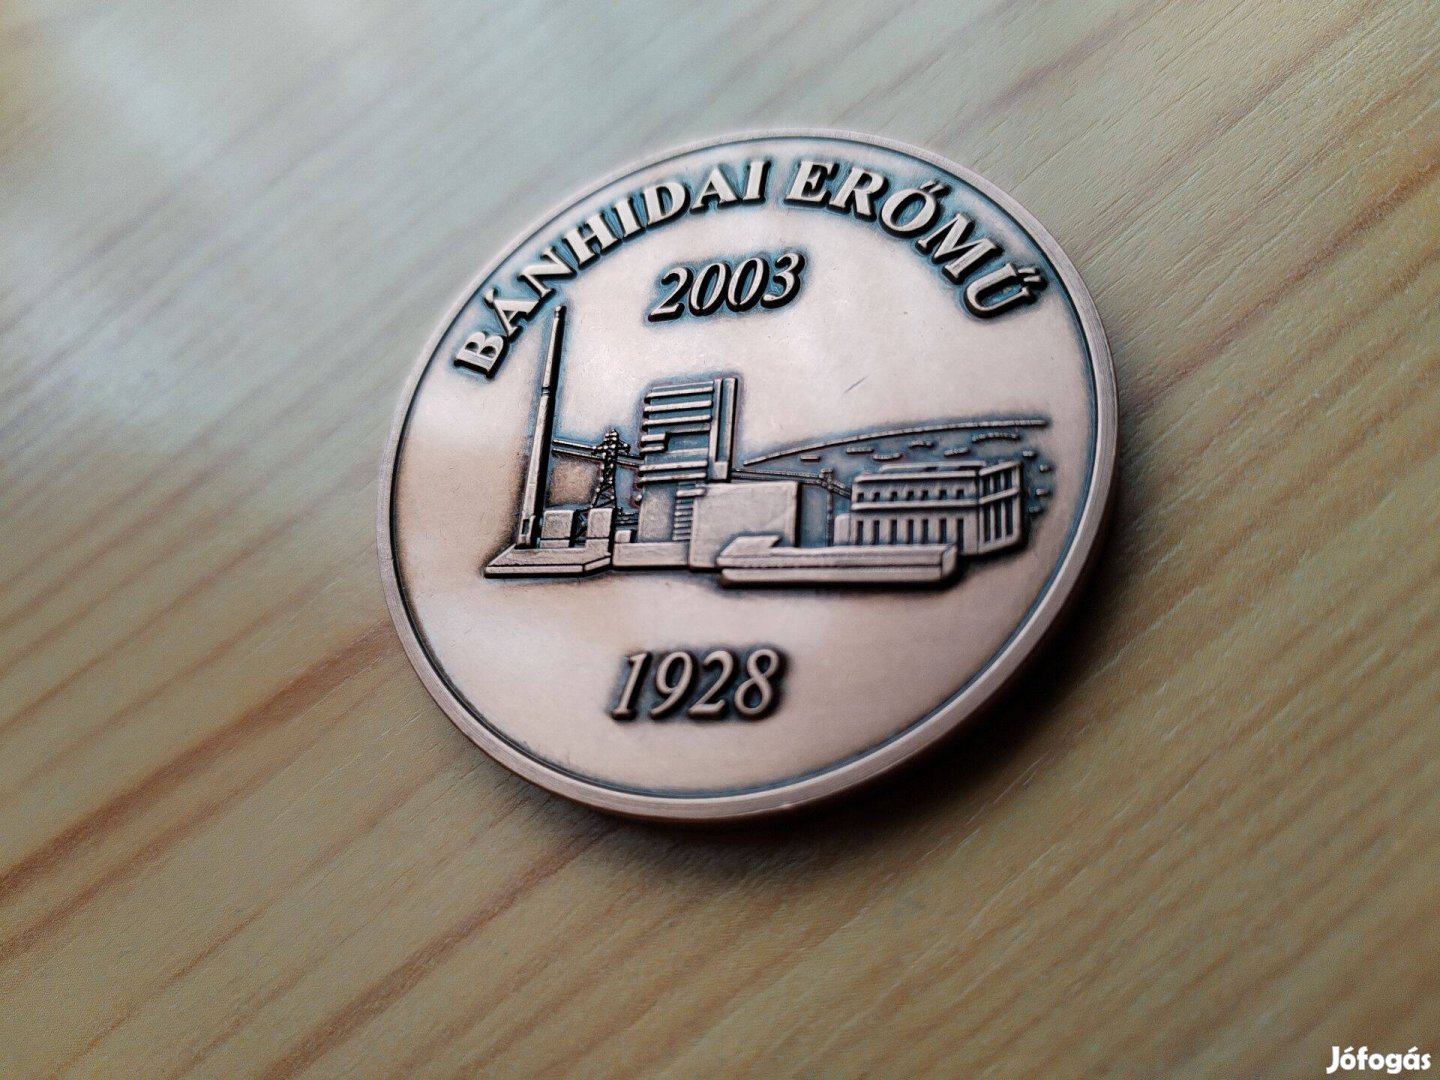 BÁNHIDAI ERŐMŰ
2003
1928
Jófogás